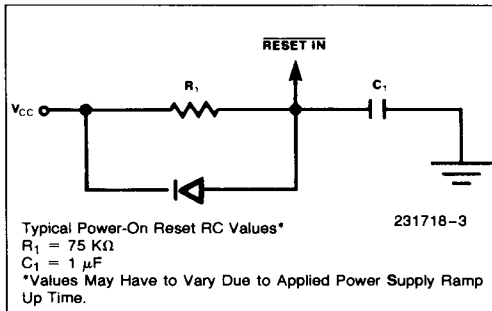 RESET IN
R₁
C₁
VCC
231718-3
Typical Power-On Reset RC Values*
R₁ = 75 KΩ
C₁ = 1 μF
*Values May Have to Vary Due to Applied Power Supply Ramp
Up Time.